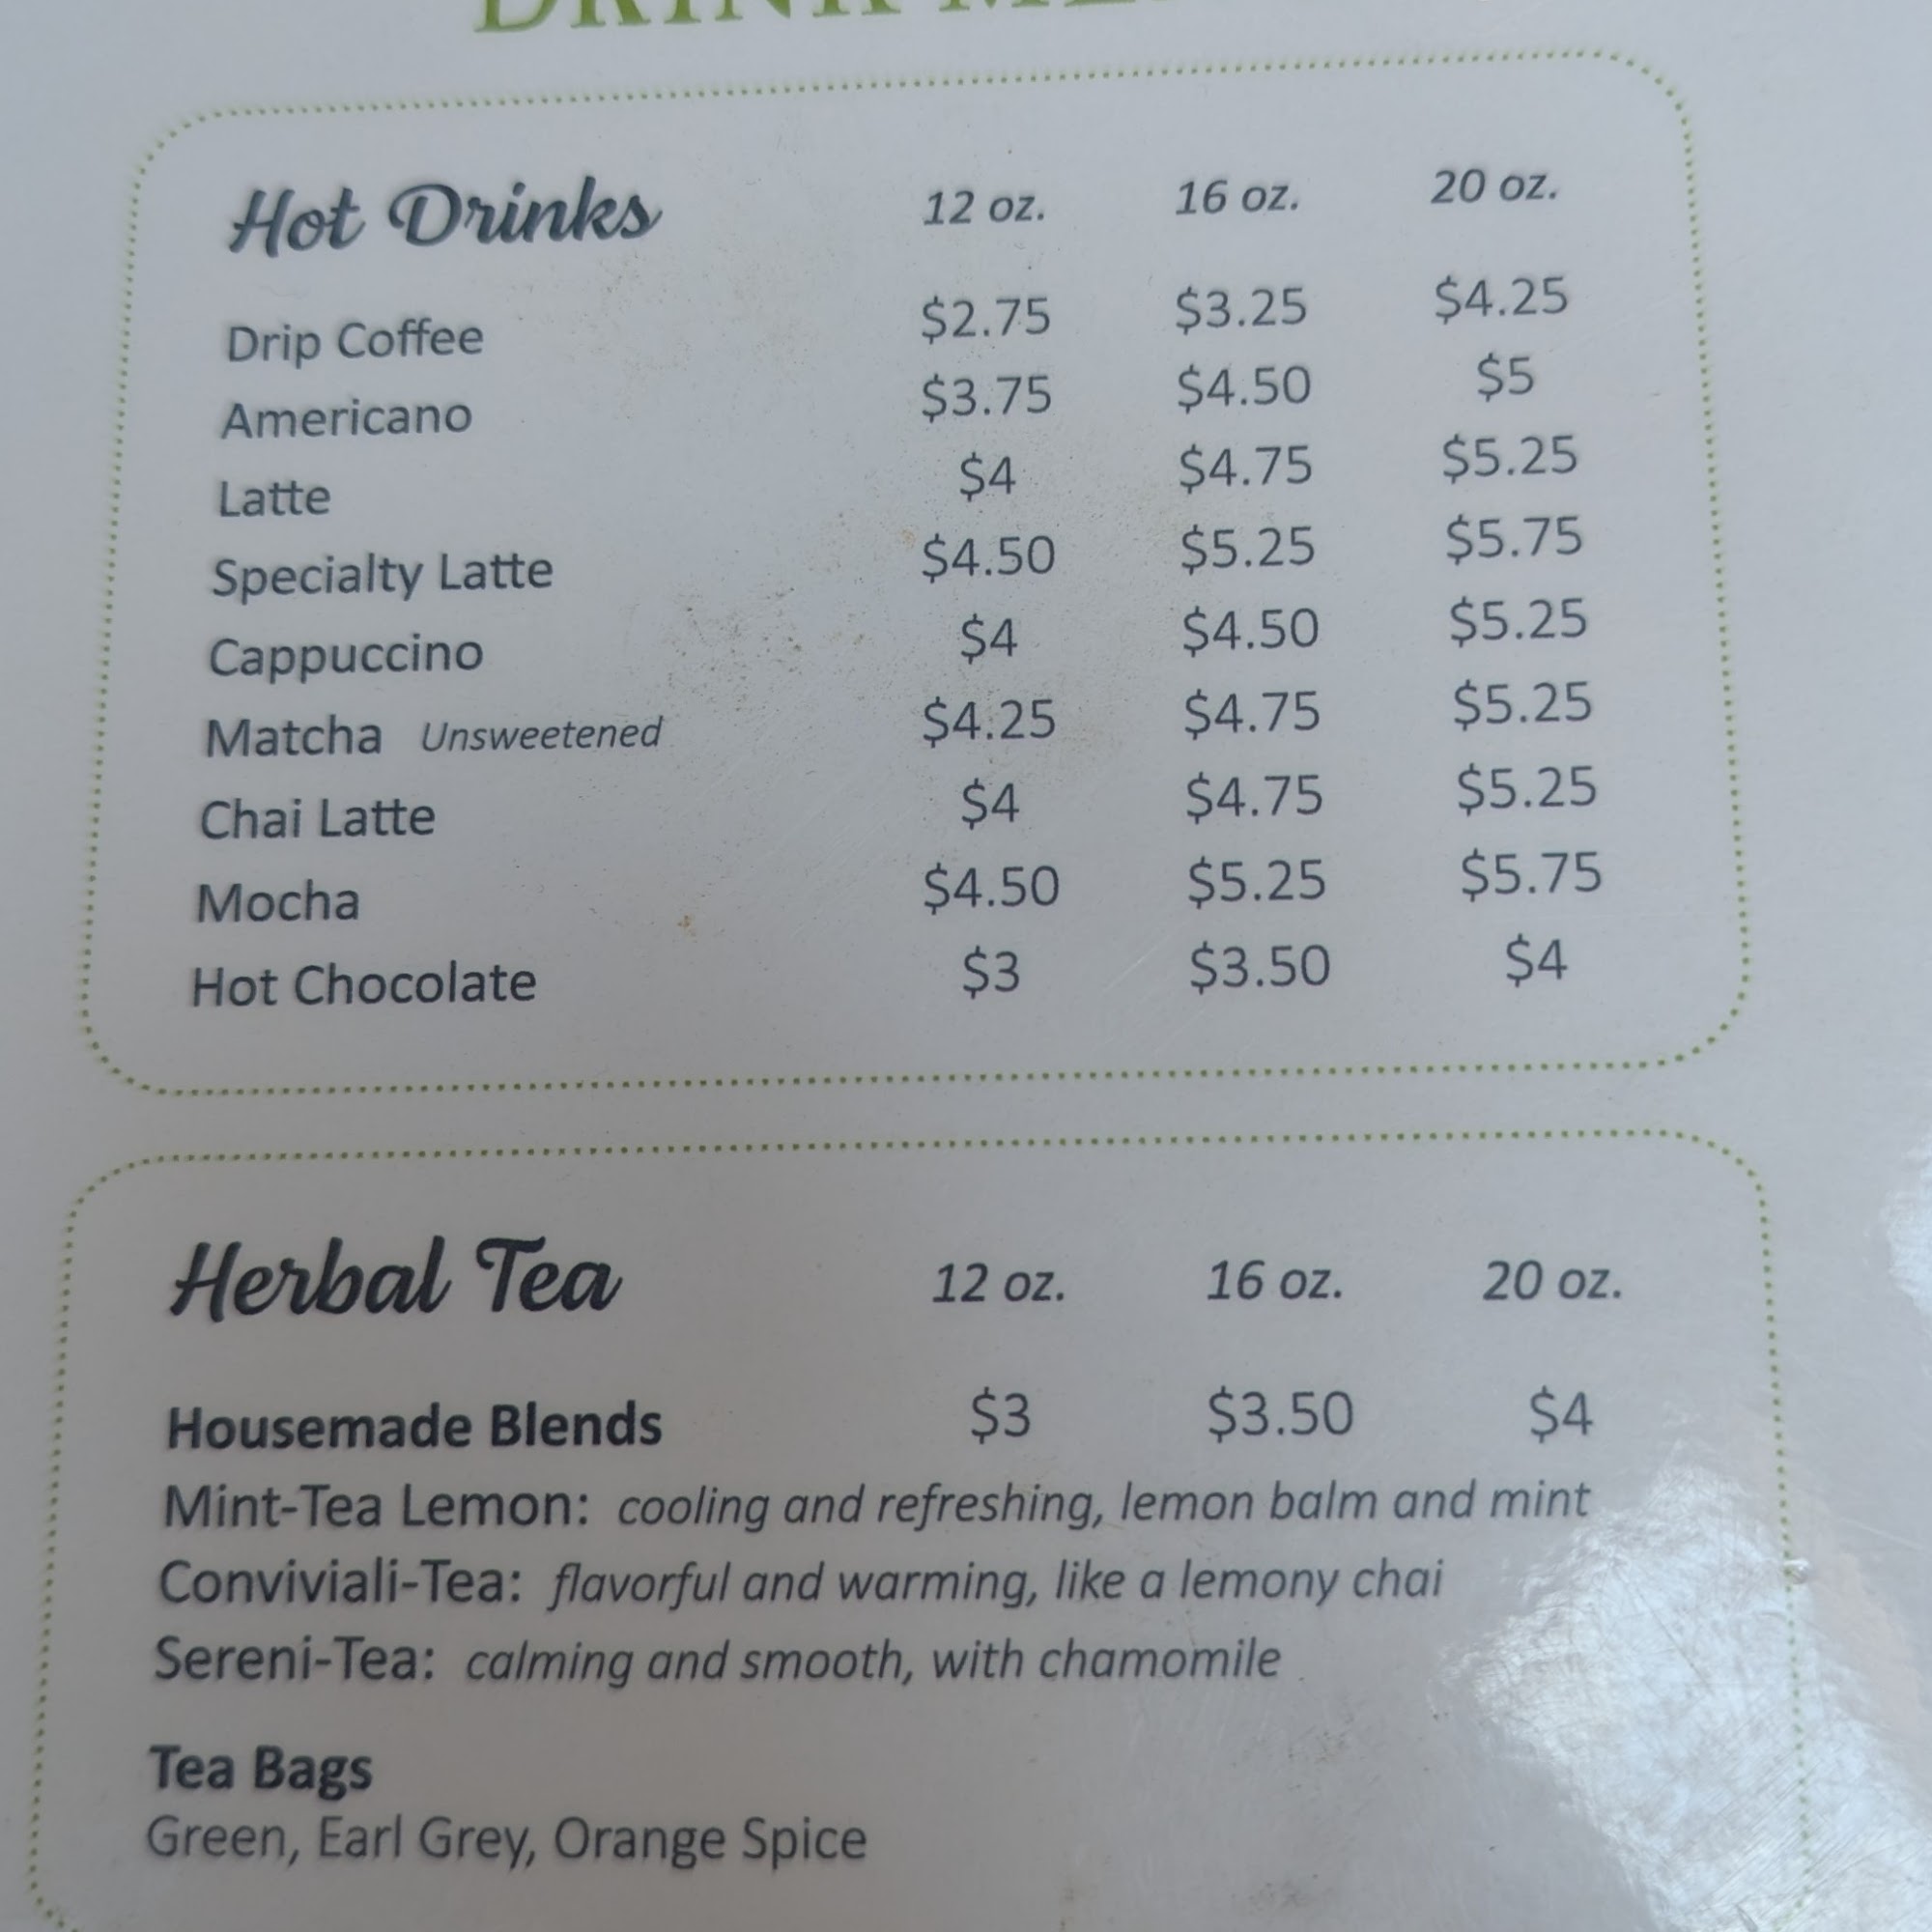 DRINK
Hot Drinks 12 oz. 16 oz. 20 oz.
Drip Coffee $2.75 $3.25 $4.25
Americano $3.75 $4.50 $5
Latte $4 $4.75 $5.25
Specialty Latte $4.50 $5.25 $5.75
Cappuccino $4 $4.50 $5.25
Matcha Unsweetened $4.25 $4.75 $5.25
Chai Latte $4 $4.75 $5.25
Mocha $4.50 $5.25 $5.75
Hot Chocolate $3 $3.50 $4
Herbal Tea 12 oz. 16 oz. 20 oz.
Housemade Blends $3 $3.50 $4
Mint-Tea Lemon: cooling and refreshing, lemon balm and mint
Conviviali-Tea: flavorful and warming, like a lemony chai
Sereni-Tea: calming and smooth, with chamomile
Tea Bags
Green, Earl Grey, Orange Spice